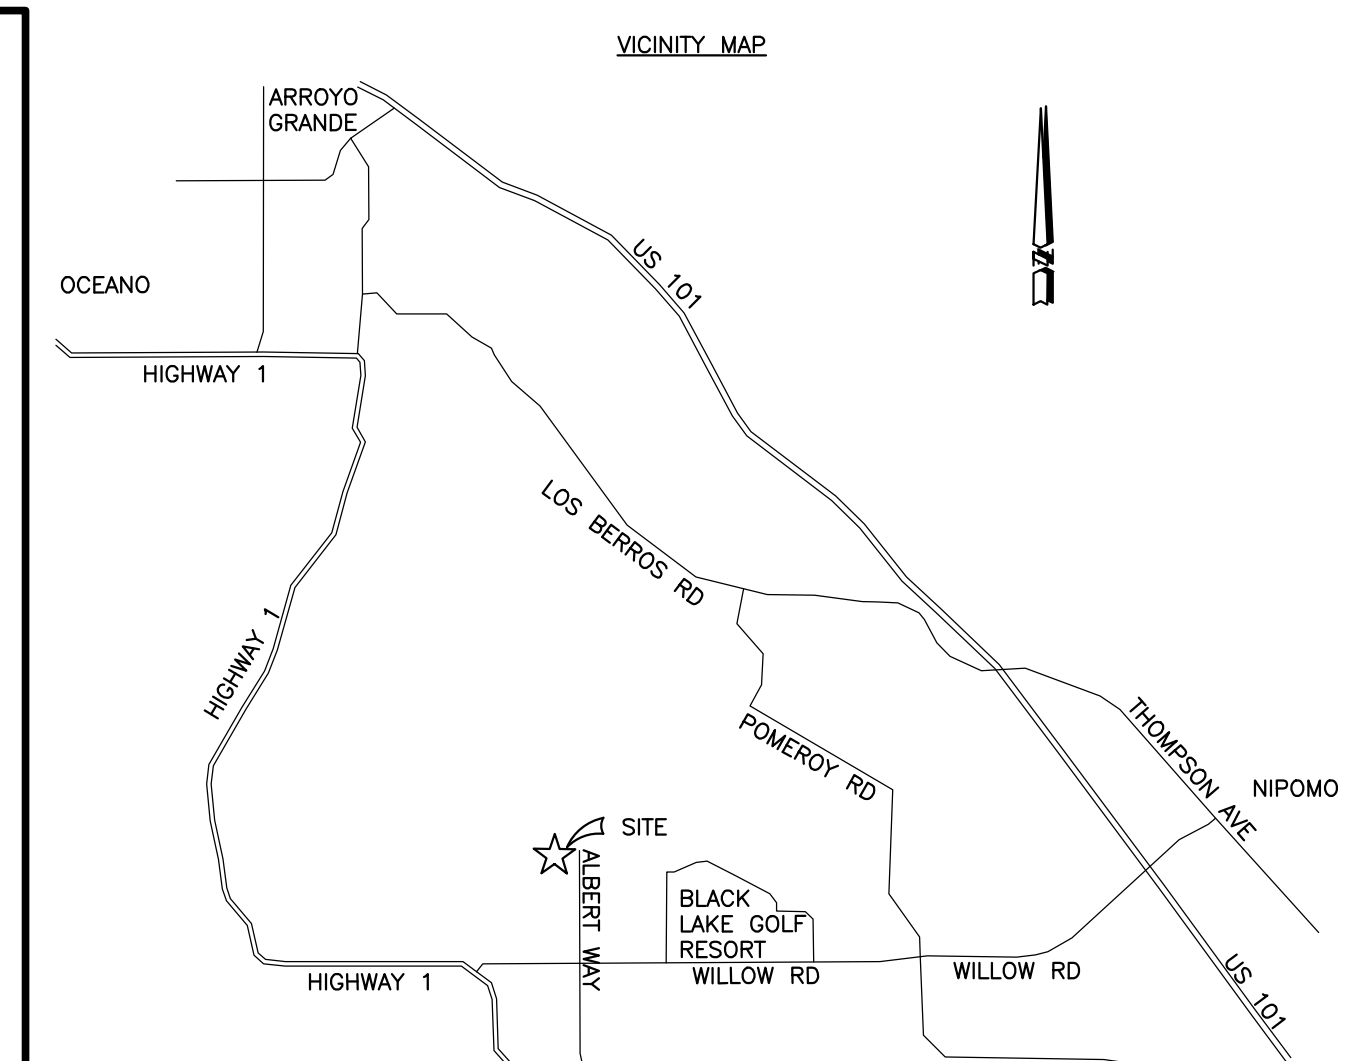 VICINITY MAP
ARROYO
GRANDE
US 101
N
OCEANO
HIGHWAY 1
LOS BERROS RD
HIGHWAY 1
THOMPSON AVE
POMEROY RD
NIPOMO
SITE
ALBERT WAY
BLACK
LAKE GOLF
RESORT
WILLOW RD
WILLOW RD
HIGHWAY 1
US 101